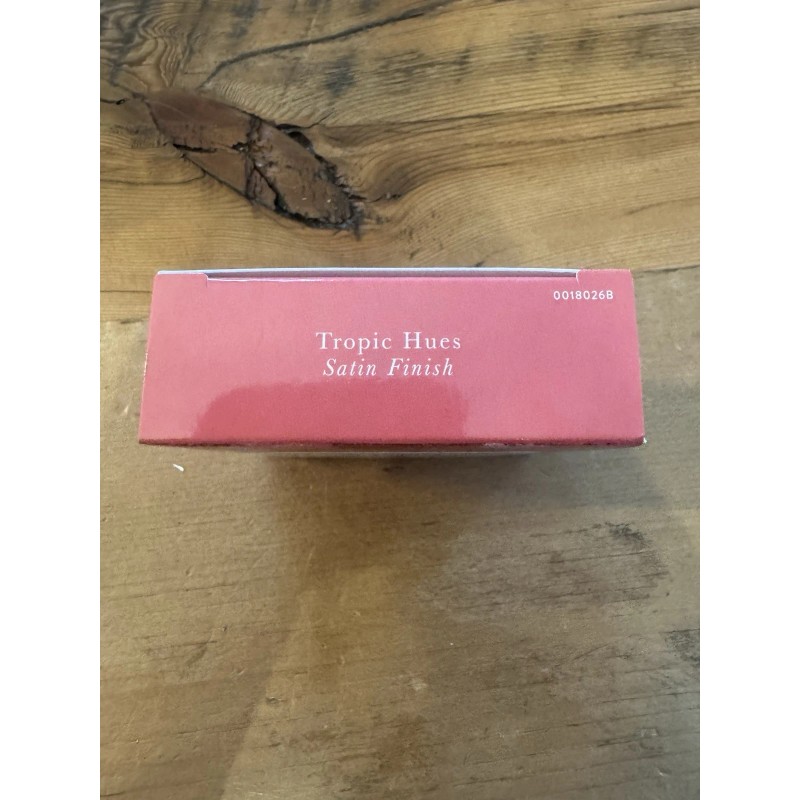 0018026B
Tropic Hues
Satin Finish